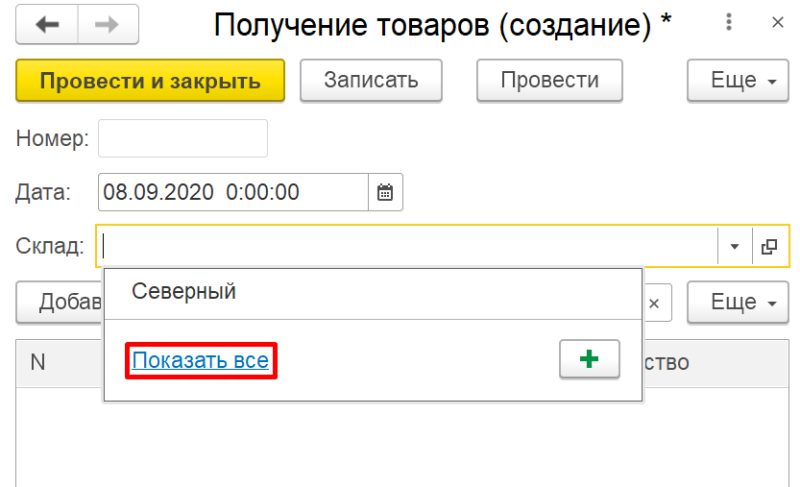 Получение товаров (создание) *
Провести и закрыть Записать Провести Еще
Номер:
Дата: 08.09.2020 0:00:00
Склад:
Северный
Еще
Показать все
N